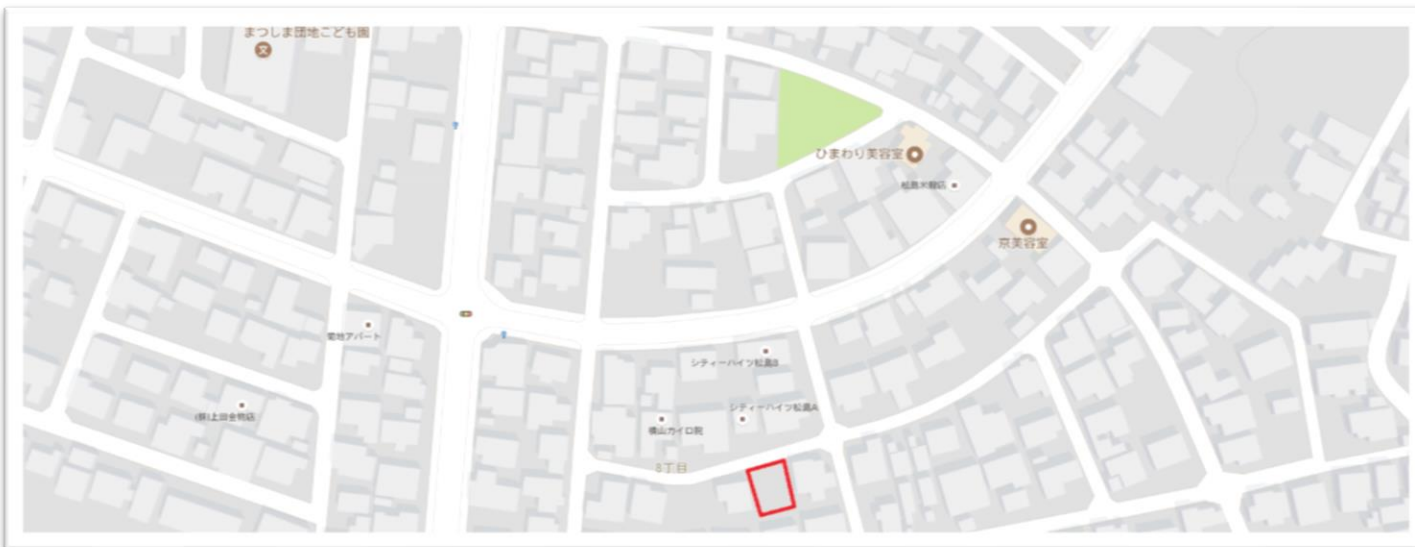 まつしま団地こども園
ひまわり美容室
松島米穀店
京美容室
菊地アパート
シティーハイツ松島B
(有)上田金物店
シティーハイツ松島A
横山カイロ院
8丁目